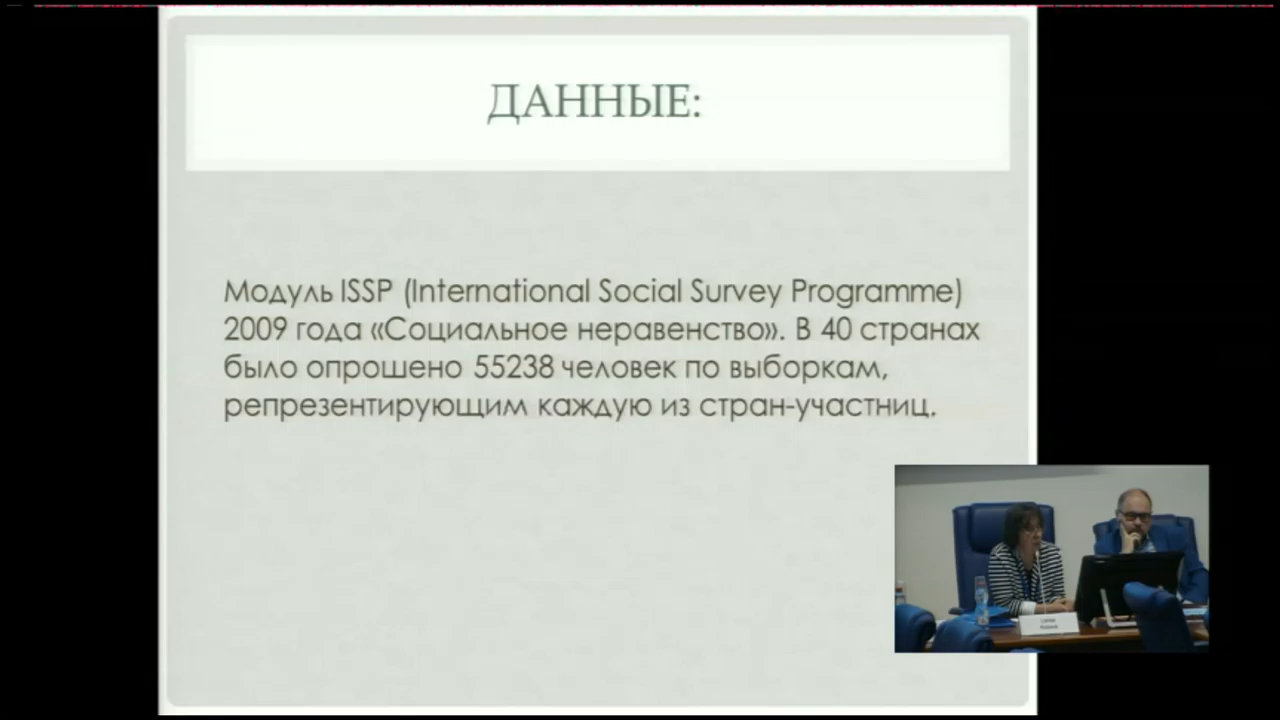 ДАННЫЕ:
Модуль ISSP (International Social Survey Programme)
2009 года «Социальное неравенство». В 40 странах
было опрошено 55238 человек по выборкам,
репрезентирующим каждую из стран-участниц.